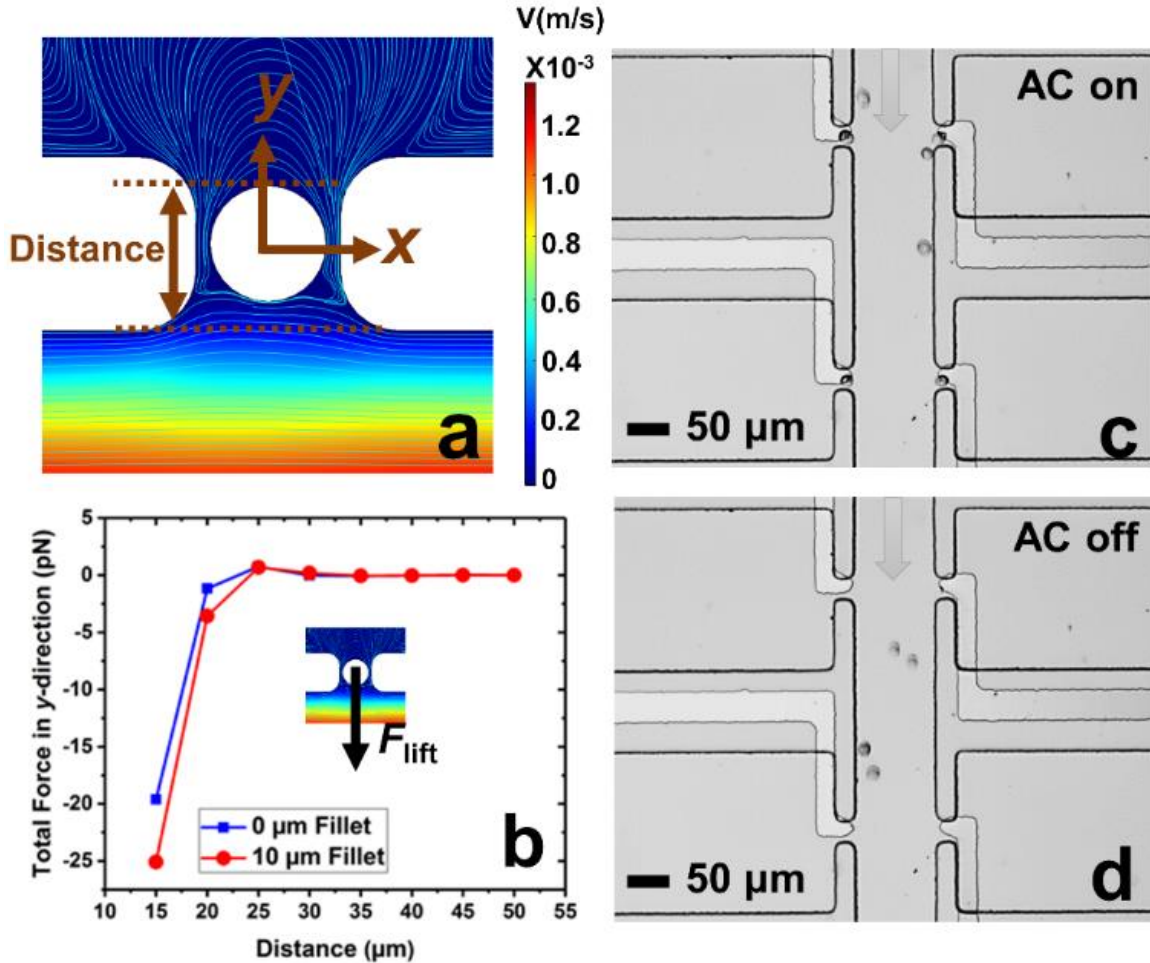 V(m/s)
X10⁻³
1.2
1.0
0.8
0.6
0.4
0.2
0
y
x
Distance
a
5
0
-5
-10
-15
-20
-25
Total Force in y-direction (pN)
F_lift
0 µm Fillet
10 µm Fillet
b
10 15 20 25 30 35 40 45 50 55
Distance (µm)
AC on
50 µm
c
AC off
50 µm
d